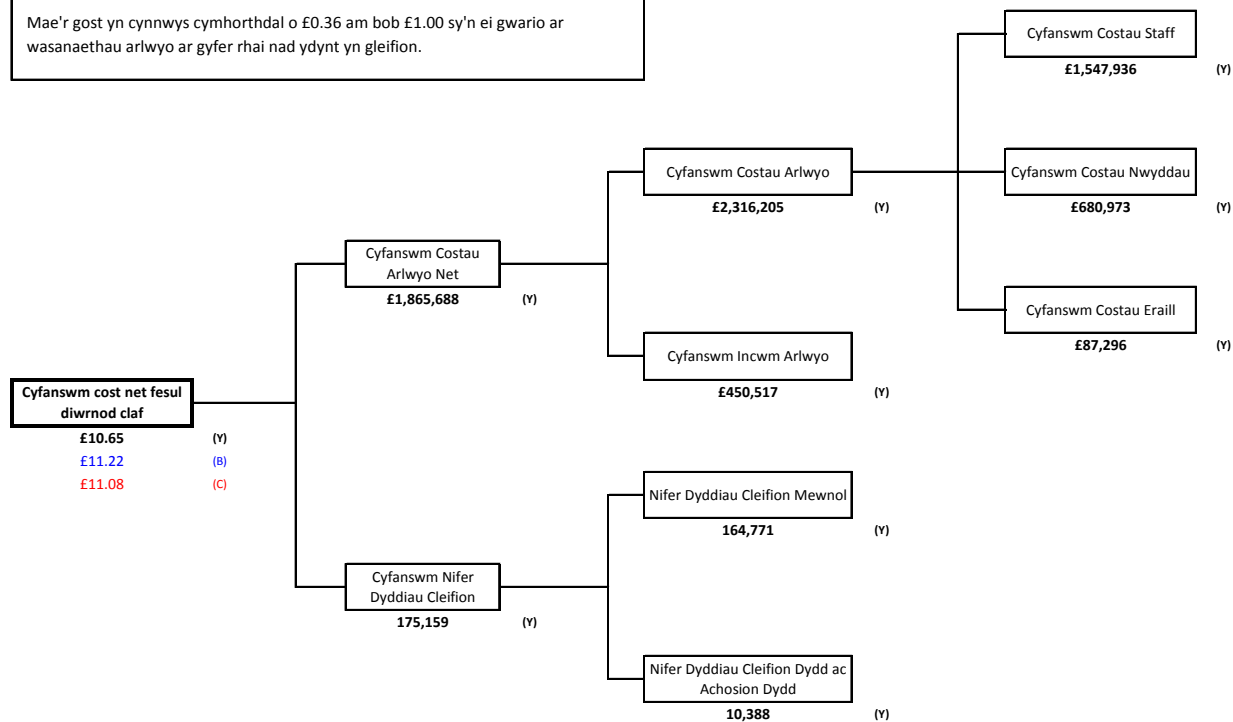 Mae'r gost yn cynnwys cymhorthdal o £0.36 am bob £1.00 sy'n ei gwario ar
wasanaethau arlwyo ar gyfer rhai nad ydynt yn gleifion.
Cyfanswm Costau Staff
£1,547,936 (Y)
Cyfanswm Costau Arlwyo
£2,316,205 (Y)
Cyfanswm Costau Nwyddau
£680,973 (Y)
Cyfanswm Costau
Arlwyo Net
£1,865,688 (Y)
Cyfanswm Costau Eraill
£87,296 (Y)
Cyfanswm Incwm Arlwyo
£450,517 (Y)
Cyfanswm cost net fesul
diwrnod claf
£10.65 (Y)
£11.22 (B)
£11.08 (C)
Nifer Dyddiau Cleifion Mewnol
164,771 (Y)
Cyfanswm Nifer
Dyddiau Cleifion
175,159 (Y)
Nifer Dyddiau Cleifion Dydd ac
Achosion Dydd
10,388 (Y)